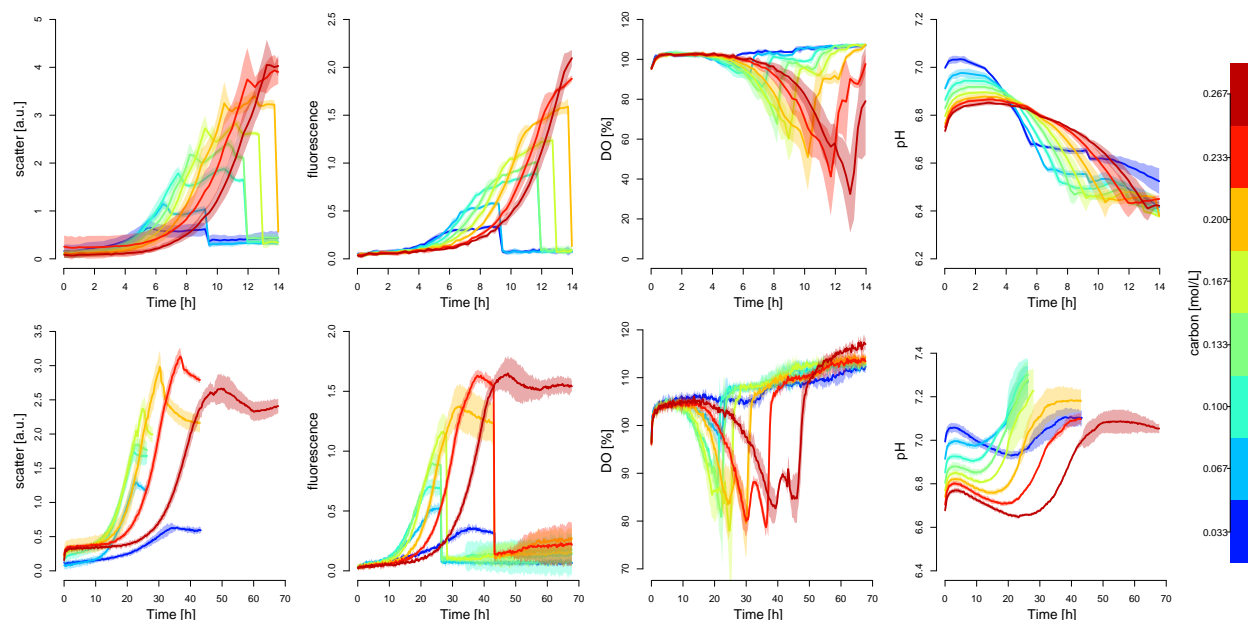 scatter [a.u.]
0 1 2 3 4 5
0 2 4 6 8 10 12 14
Time [h]
fluorescence
0.0 0.5 1.0 1.5 2.0 2.5
0 2 4 6 8 10 12 14
Time [h]
DO [%]
0 20 40 60 80 100 120
0 2 4 6 8 10 12 14
Time [h]
pH
6.2 6.4 6.6 6.8 7.0 7.2
0 2 4 6 8 10 12 14
Time [h]
scatter [a.u.]
0.0 0.5 1.0 1.5 2.0 2.5 3.0 3.5
0 10 20 30 40 50 60 70
Time [h]
fluorescence
0.0 0.5 1.0 1.5 2.0
0 10 20 30 40 50 60 70
Time [h]
DO [%]
70 80 90 100 110 120
0 10 20 30 40 50 60 70
Time [h]
pH
6.4 6.6 6.8 7.0 7.2 7.4
0 10 20 30 40 50 60 70
Time [h]
carbon [mol/L]
0.033 0.067 0.100 0.133 0.167 0.200 0.233 0.267